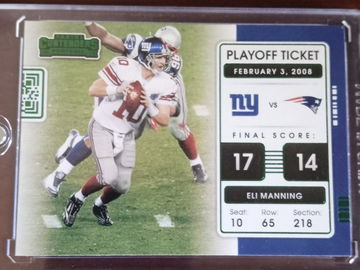 CONTENDERS
PLAYOFF TICKET
FEBRUARY 3, 2008
ny VS
FINAL SCORE:
17 14
ELI MANNING
Seat: Row: Section:
10 65 218
10